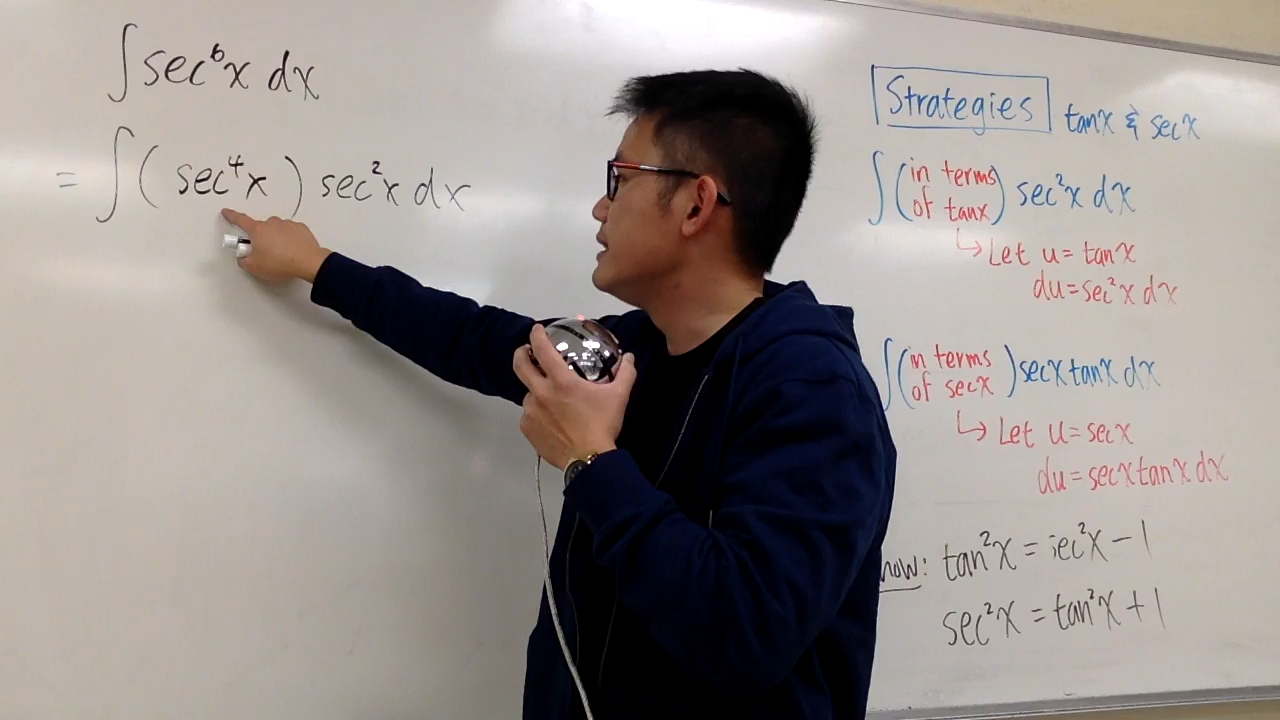 ∫ sec⁶x dx
= ∫ ( sec⁴x ) sec²x dx
Strategies tanx & secx
∫ (in terms of tanx) sec²x dx
↳ Let u = tanx
du = sec²x dx
∫ (in terms of secx) secx tanx dx
↳ Let u = secx
du = secx tanx dx
tan²x = sec²x − 1
sec²x = tan²x + 1